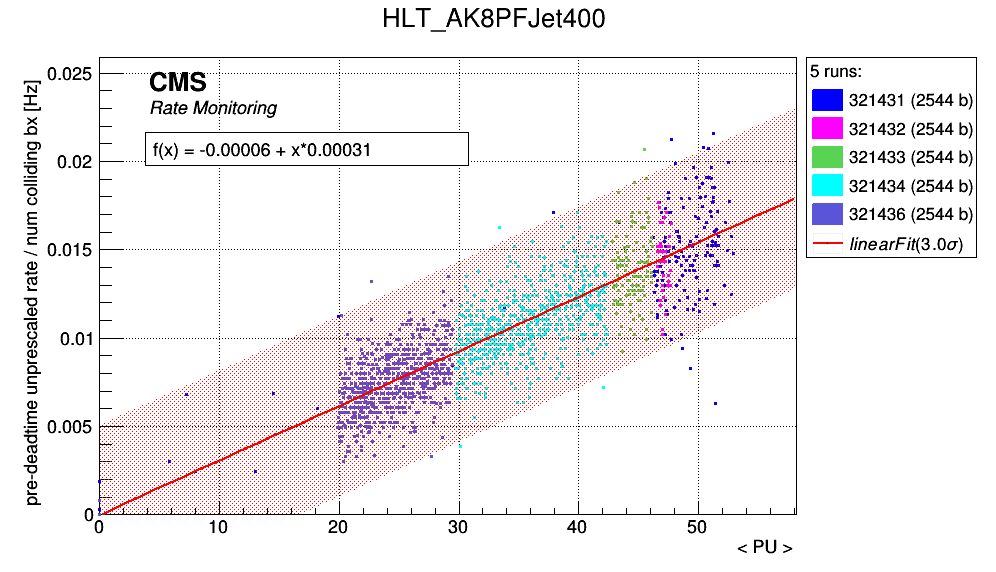 HLT_AK8PFJet400
pre-deadtime unprescaled rate / num colliding bx [Hz]
0.025
0.02
0.015
0.01
0.005
0
CMS
Rate Monitoring
f(x) = -0.00006 + x*0.00031
0 10 20 30 40 50
< PU >
5 runs:
321431 (2544 b)
321432 (2544 b)
321433 (2544 b)
321434 (2544 b)
321436 (2544 b)
linearFit(3.0σ)